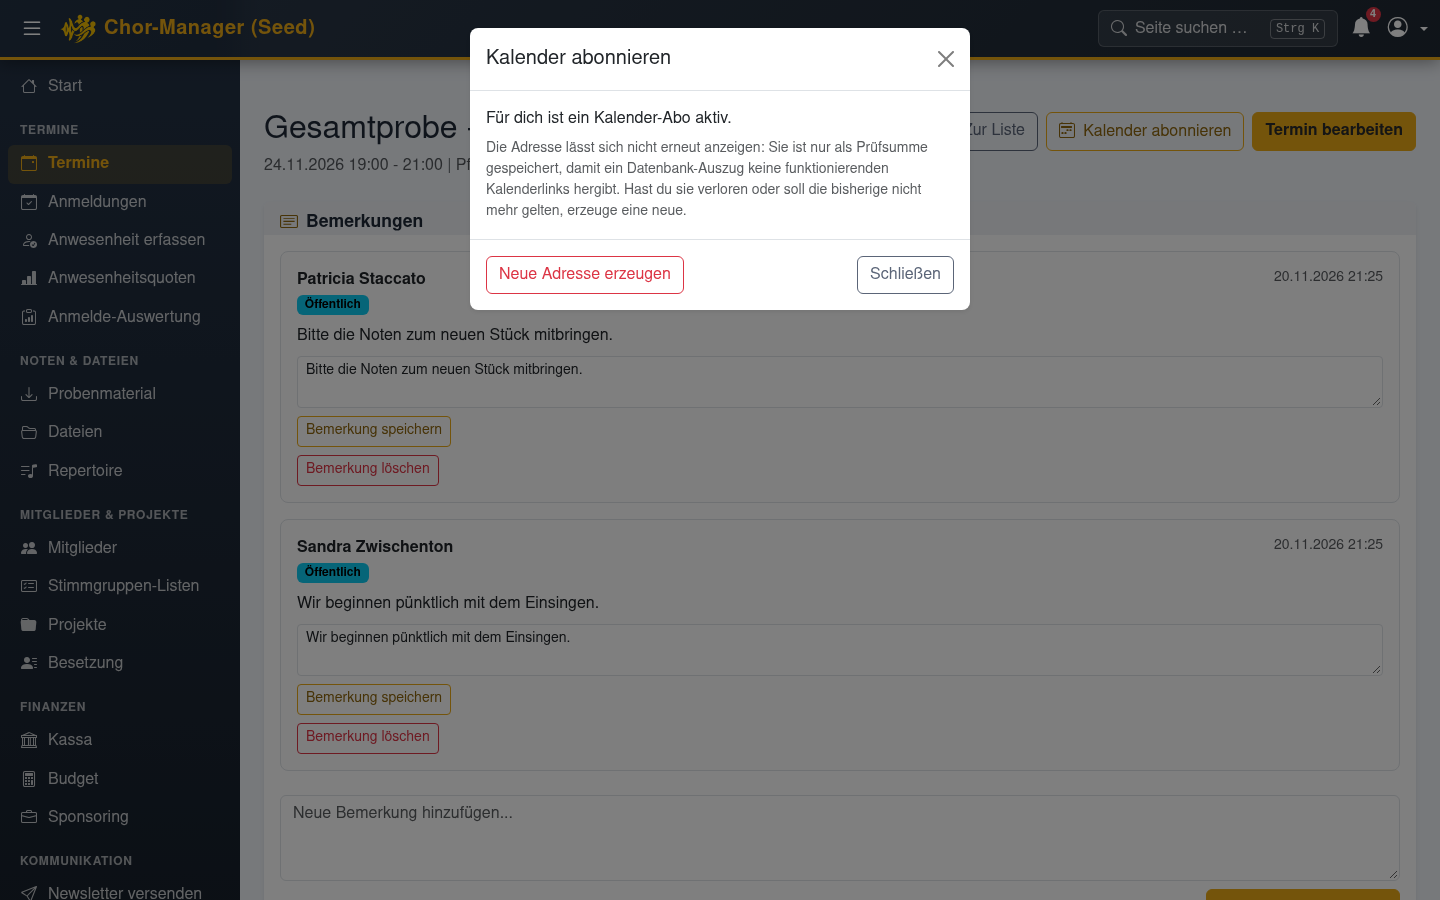 Chor-Manager (Seed)
Seite suchen ...
Strg K
4
Start
TERMINE
Termine
Anmeldungen
Anwesenheit erfassen
Anwesenheitsquoten
Anmelde-Auswertung
NOTEN & DATEIEN
Probenmaterial
Dateien
Repertoire
MITGLIEDER & PROJEKTE
Mitglieder
Stimmgruppen-Listen
Projekte
Besetzung
FINANZEN
Kassa
Budget
Sponsoring
KOMMUNIKATION
Newsletter versenden
Kalender abonnieren
Für dich ist ein Kalender-Abo aktiv.
Die Adresse lässt sich nicht erneut anzeigen: Sie ist nur als Prüfsumme
gespeichert, damit ein Datenbank-Auszug keine funktionierenden
Kalenderlinks hergibt. Hast du sie verloren oder soll die bisherige nicht
mehr gelten, erzeuge eine neue.
Neue Adresse erzeugen
Schließen
Gesamtprobe
Zur Liste
Kalender abonnieren
Termin bearbeiten
24.11.2026 19:00 - 21:00 |
Bemerkungen
Patricia Staccato
20.11.2026 21:25
Öffentlich
Bitte die Noten zum neuen Stück mitbringen.
Bitte die Noten zum neuen Stück mitbringen.
Bemerkung speichern
Bemerkung löschen
Sandra Zwischenton
20.11.2026 21:25
Öffentlich
Wir beginnen pünktlich mit dem Einsingen.
Wir beginnen pünktlich mit dem Einsingen.
Bemerkung speichern
Bemerkung löschen
Neue Bemerkung hinzufügen...